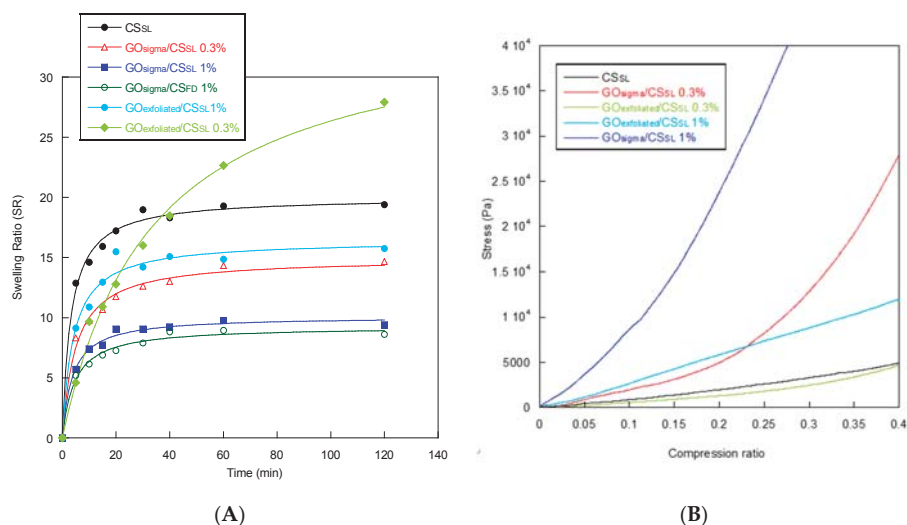 CSSL
GOsigma/CSSL 0.3%
GOsigma/CSSL 1%
GOsigma/CSFD 1%
GOexfoliated/CSSL 1%
GOexfoliated/CSSL 0.3%
30
25
20
15
10
5
0
Swelling Ratio (SR)
0 20 40 60 80 100 120 140
Time (min)
(A)
B)
4 10⁴
3.5 10⁴
3 10⁴
2.5 10⁴
2 10⁴
1.5 10⁴
1 10⁴
5000
0
Stress (Pa)
CSSL
GOsigma/CSSL 0.3%
GOexfoliated/CSSL 0.3%
GOexfoliated/CSSL 1%
GOsigma/CSSL 1%
0 0.05 0.1 0.15 0.2 0.25 0.3 0.35 0.4
Compression ratio
(B)